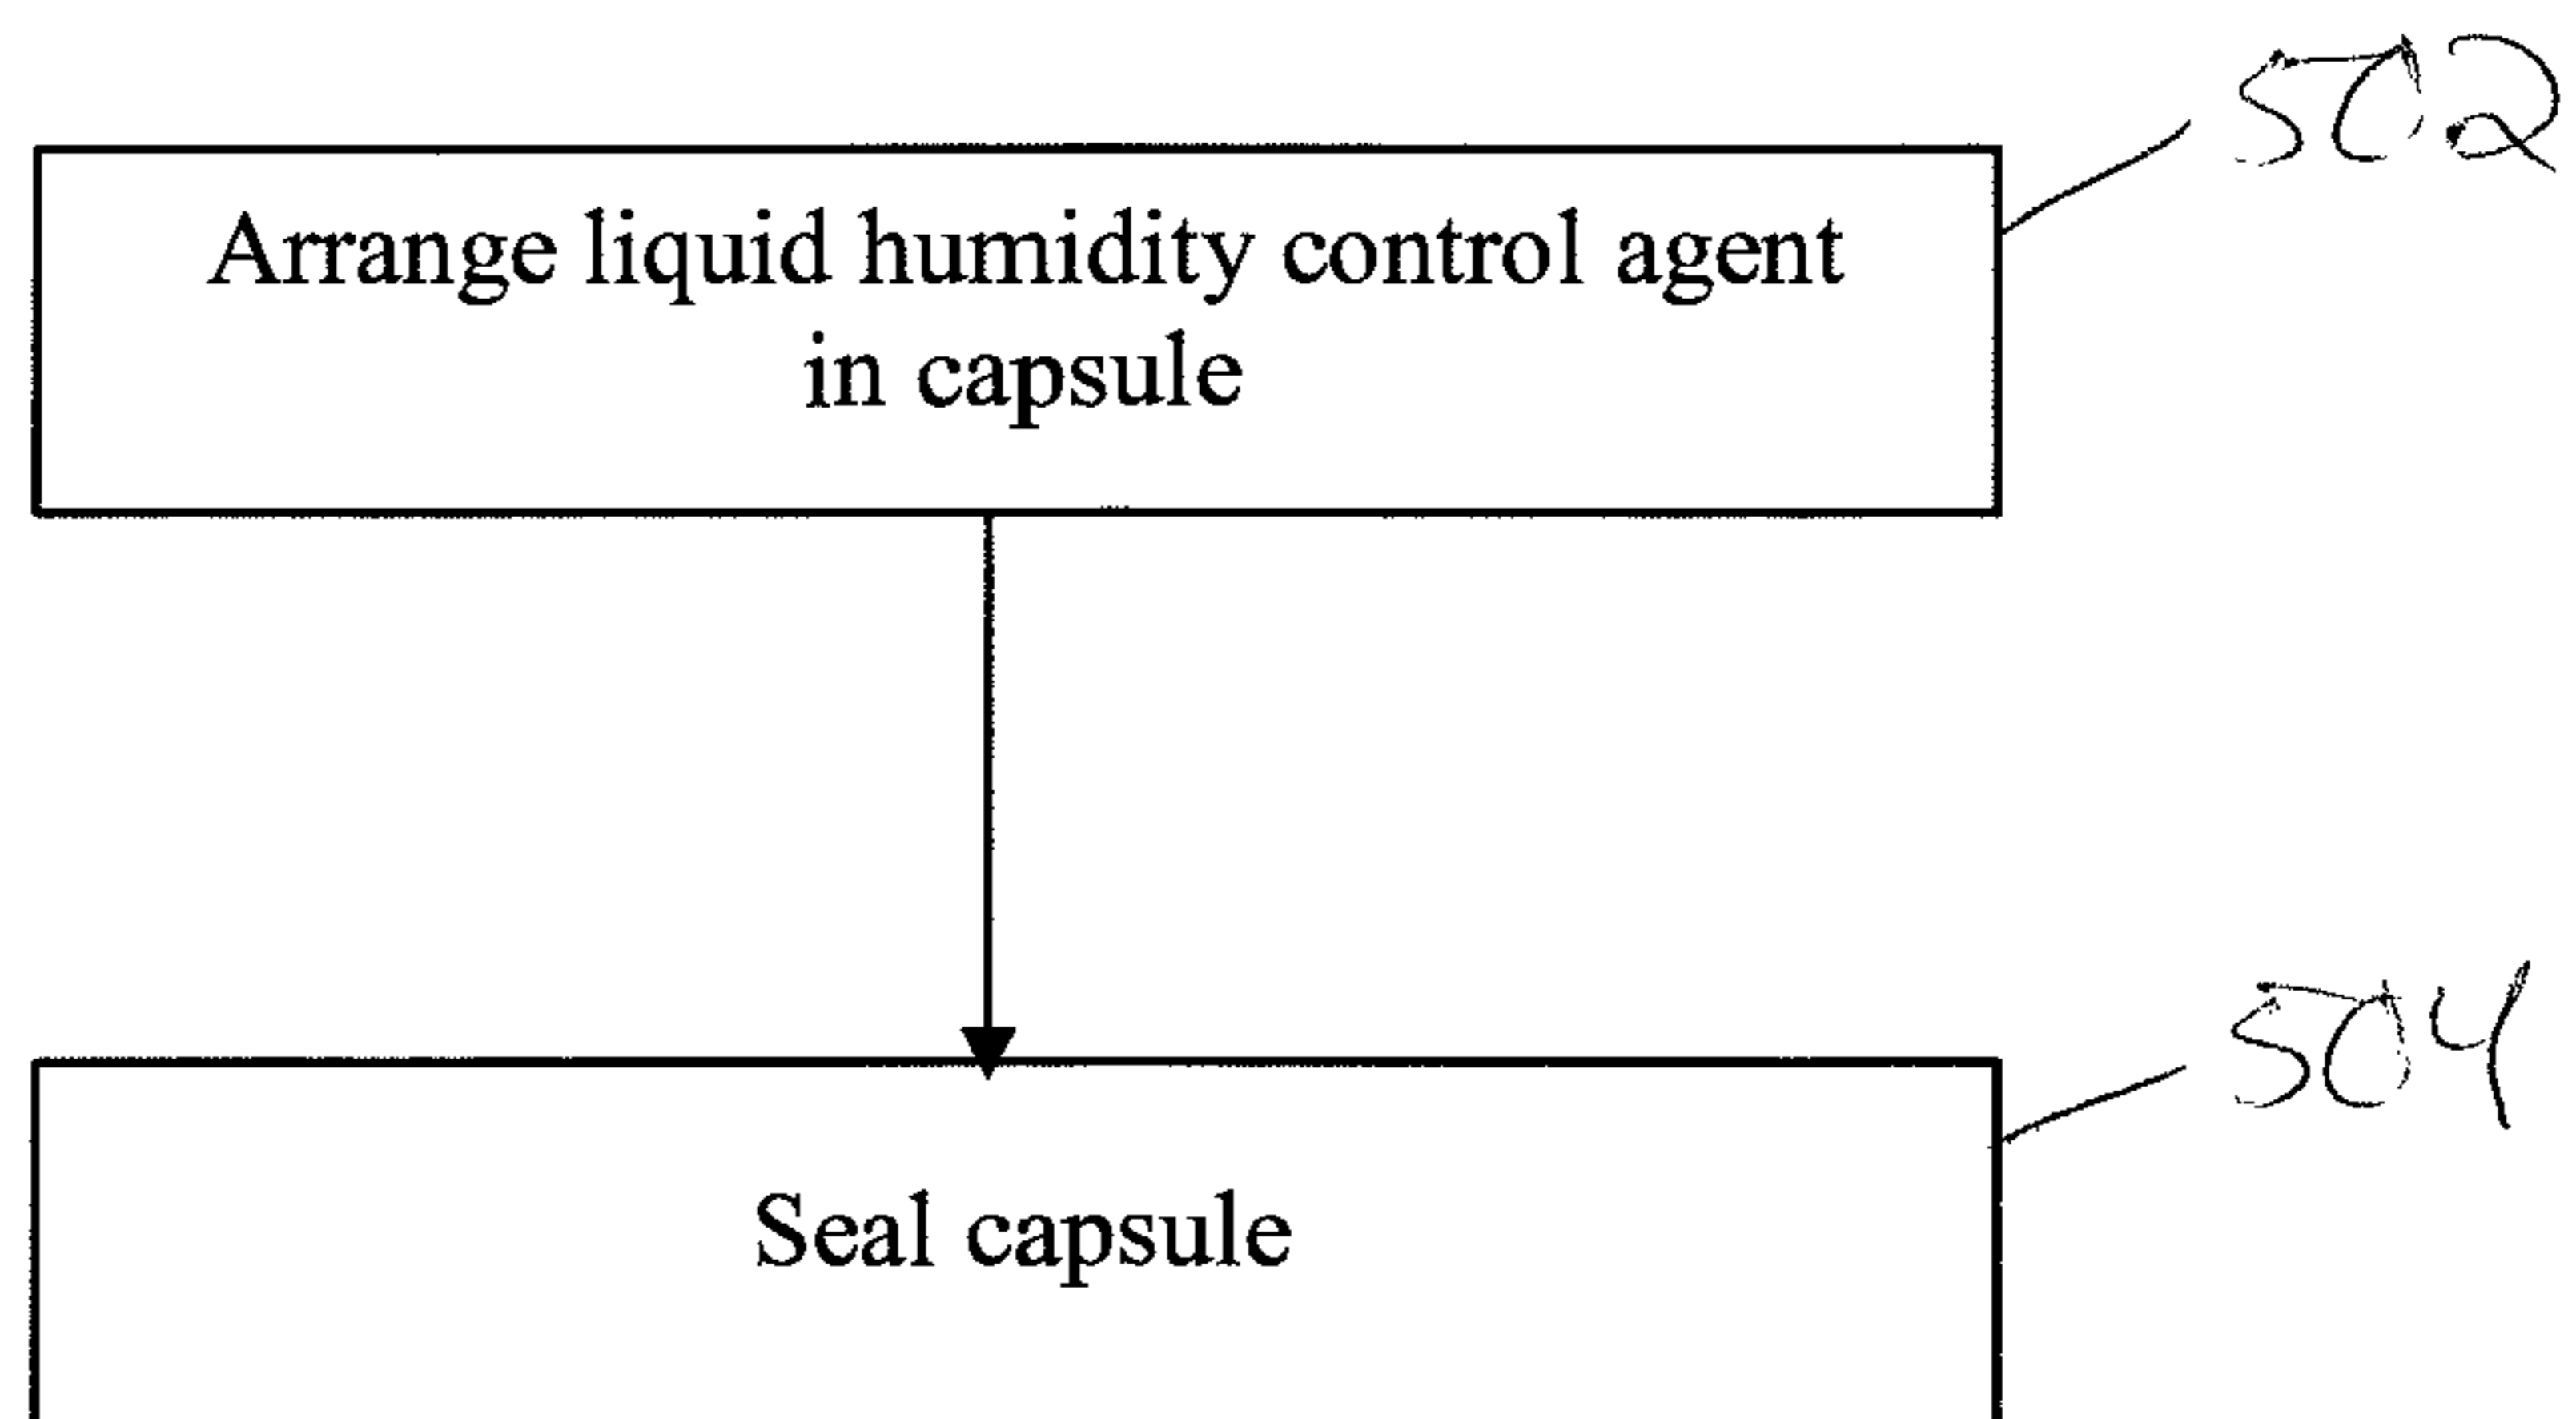 502
Arrange liquid humidity control agent
in capsule
504
Seal capsule